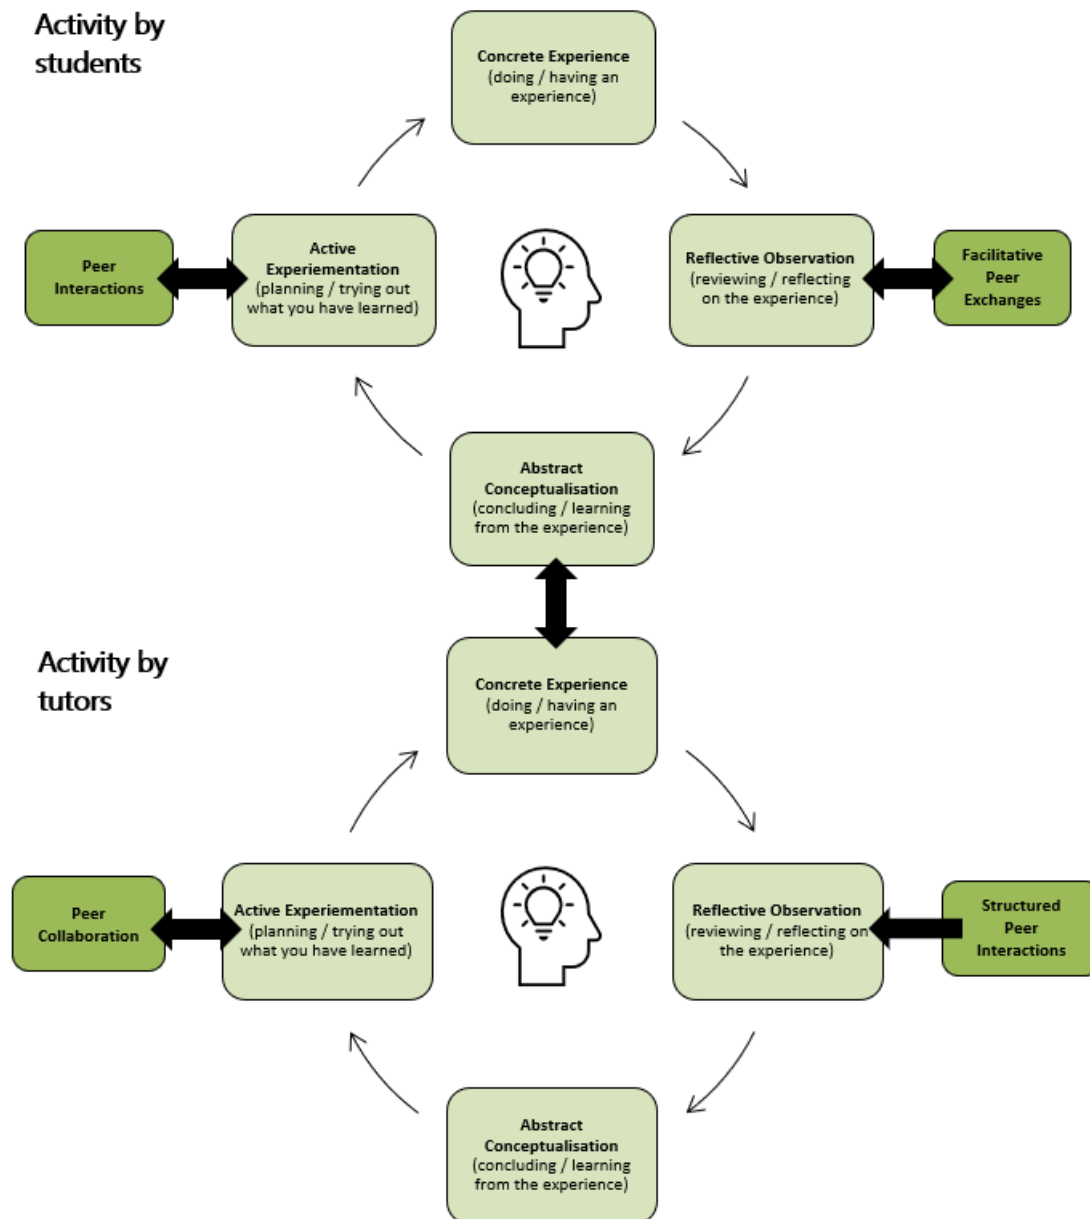 Activity by
students
Concrete Experience
(doing / having an
experience)
Peer
Interactions
Active
Experiementation
(planning / trying out
what you have learned)
Reflective Observation
(reviewing / reflecting
on the experience)
Facilitative
Peer
Exchanges
Abstract
Conceptualisation
(concluding / learning
from the experience)
Activity by
tutors
Concrete Experience
(doing / having an
experience)
Peer
Collaboration
Active Experiementation
(planning / trying out
what you have learned)
Reflective Observation
(reviewing / reflecting on
the experience)
Structured
Peer
Interactions
Abstract
Conceptualisation
(concluding / learning
from the experience)